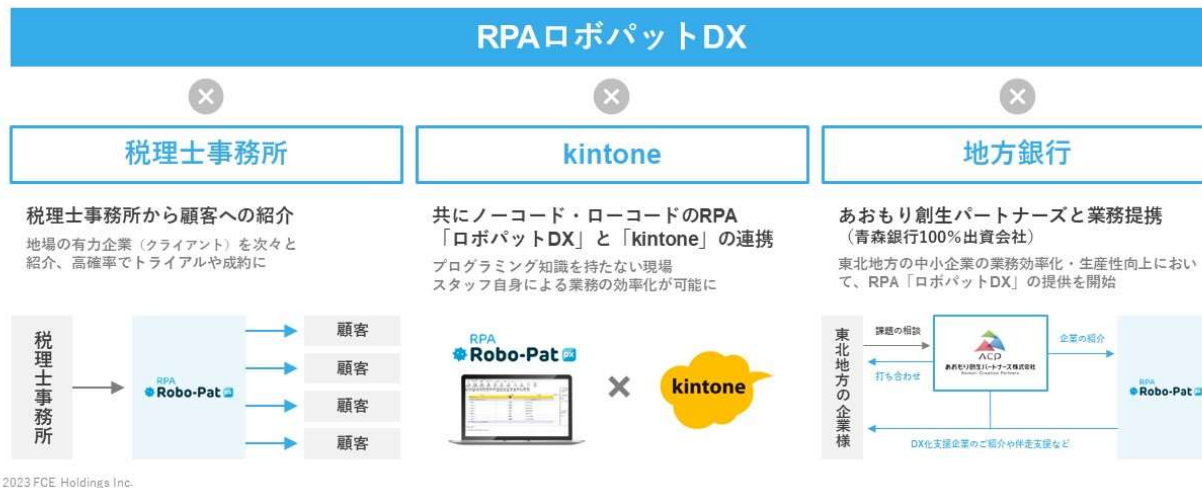 RPAロボパットDX
税理士事務所
kintone
地方銀行
税理士事務所から顧客への紹介
地場の有力企業（クライアント）を次々と
紹介、高確率でトライアルや成約に
共にノーコード・ローコードのRPA
「ロボパットDX」と「kintone」の連携
プログラミング知識を持たない現場
スタッフ自身による業務の効率化が可能に
あおもり創生パートナーズと業務提携
（青森銀行100%出資会社）
東北地方の中小企業の業務効率化・生産性向上におい
て、RPA「ロボパットDX」の提供を開始
税理士事務所
RPA
Robo-Pat DX
顧客
顧客
顧客
顧客
RPA
Robo-Pat DX
kintone
東北地方の企業様
課題の相談
打ち合わせ
ACP
あおもり創生パートナーズ株式会社
Aomori Creation Partners
企業の紹介
RPA
Robo-Pat
DX化支援企業のご紹介や伴走支援など
2023 FCE Holdings Inc.